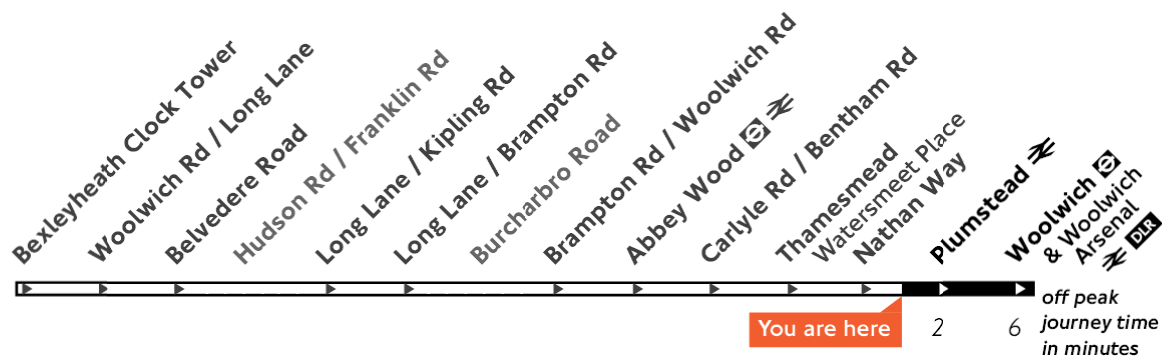 Bexleyheath Clock Tower
Woolwich Rd / Long Lane
Belvedere Road
Hudson Rd / Franklin Rd
Long Lane / Kipling Rd
Long Lane / Brampton Rd
Burcharbro Road
Brampton Rd / Woolwich Rd
Abbey Wood
Carlyle Rd / Bentham Rd
Thamesmead
Watersmeet Place
Nathan Way
Plumstead
Woolwich
& Woolwich
Arsenal
DLR
You are here
2
6
off peak
journey time
in minutes